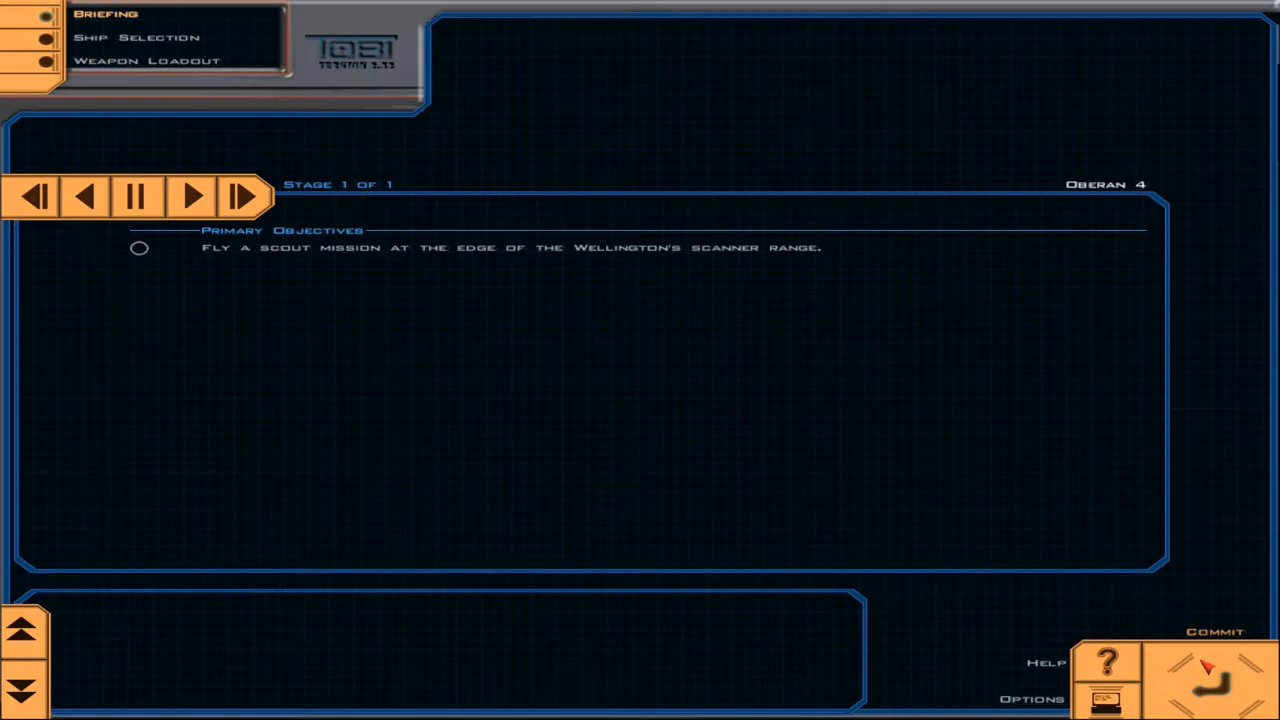 Briefing
Ship Selection
Weapon Loadout
Stage 1 of 1
Oberan 4
Primary Objectives
Fly a scout mission at the edge of the Wellington's scanner range.
Commit
Help
?
Options